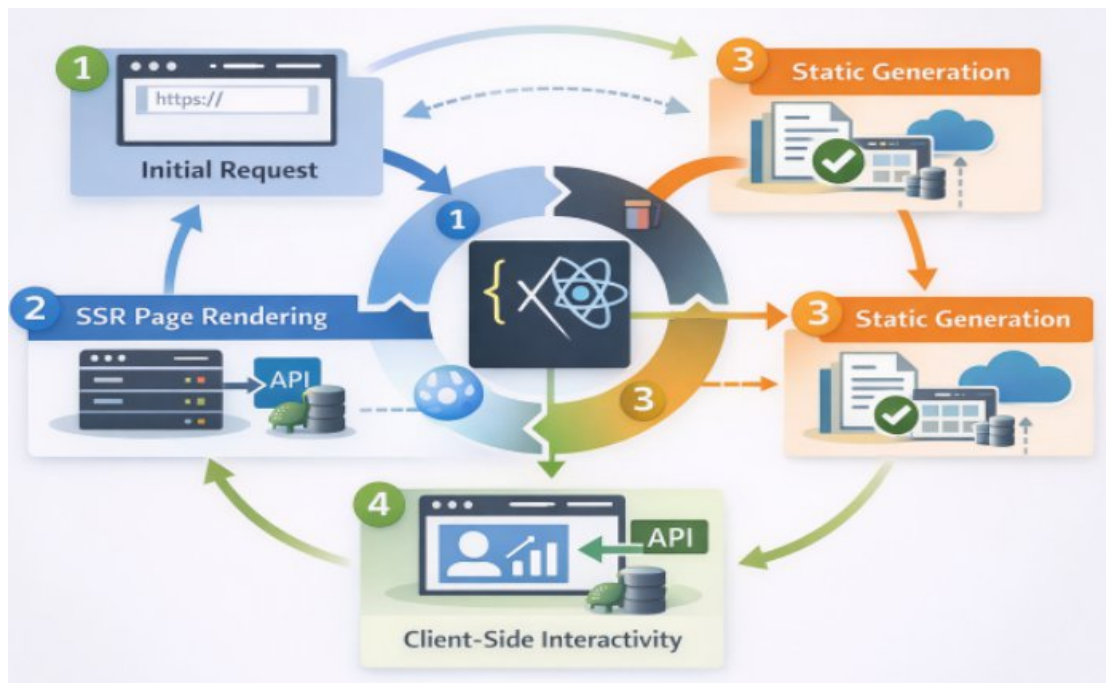 1
https://
Initial Request
3
Static Generation
1
{ X
2
SSR Page Rendering
API
3
Static Generation
3
4
API
Client-Side Interactivity